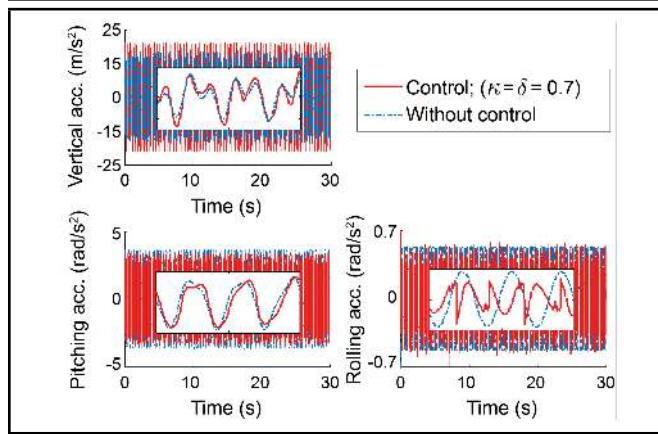 25
15
0
-15
-25
Vertical acc. (m/s²)
0 10 20 30
Time (s)
Control; (κ=δ̄=0.7)
Without control
5
0
-5
Pitching acc. (rad/s²)
0 10 20 30
Time (s)
0.7
0
-0.7
Rolling acc. (rad/s²)
0 10 20 30
Time (s)